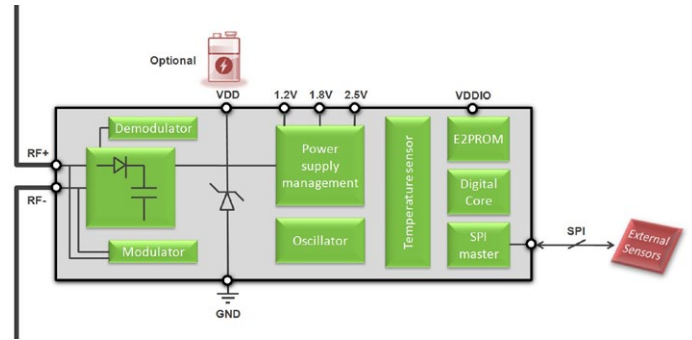 Optional
VDD
1.2V
1.8V
2.5V
VDDIO
Demodulator
RF+
RF-
Power
supply
management
Temperature sensor
E2PROM
Digital
Core
Modulator
Oscillator
SPI
master
SPI
External
Sensors
GND